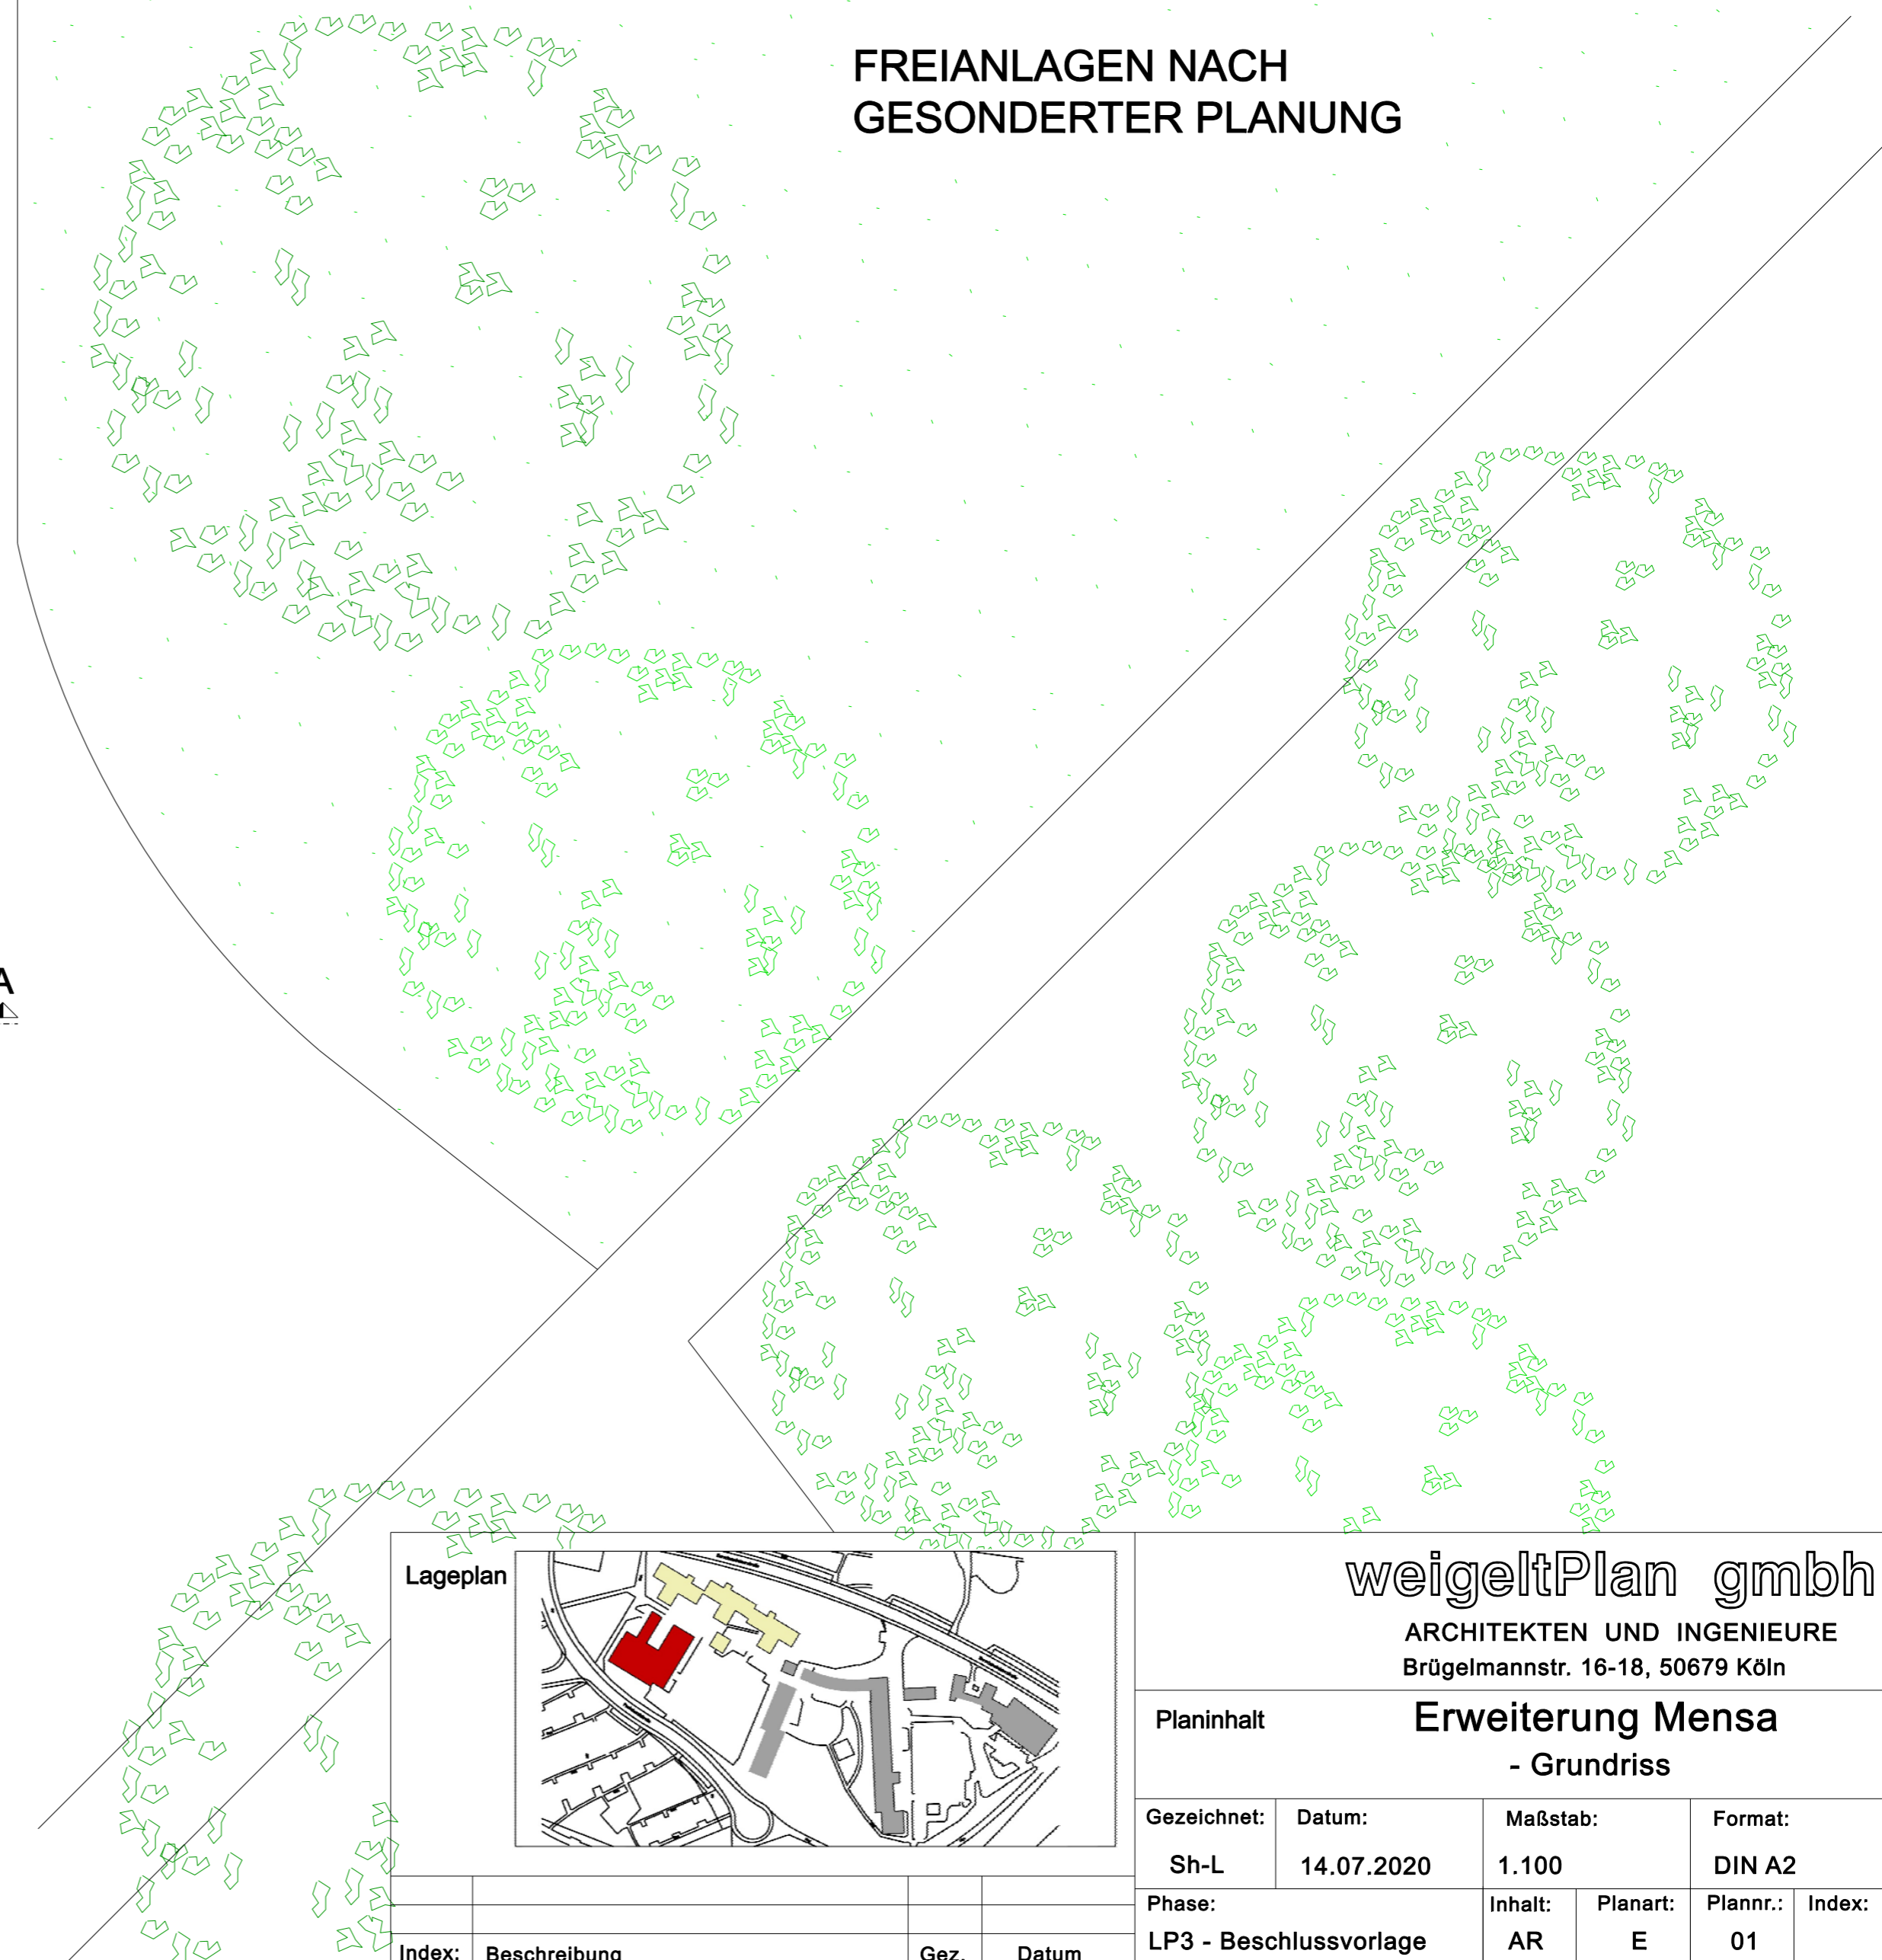 FREIANLAGEN NACH
GESONDERTER PLANUNG
A
Lageplan
weigeltPlan gmbh
ARCHITEKTEN UND INGENIEURE
Brügelmannstr. 16-18, 50679 Köln
Planinhalt
Erweiterung Mensa
- Grundriss
Gezeichnet: Datum: Maßstab: Format:
Sh-L 14.07.2020 1.100 DIN A2
Phase: Inhalt: Planart: Plannr.: Index:
LP3 - Beschlussvorlage AR E 01
Index: Beschreibung Gez. Datum